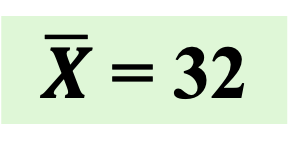 X̅ = 32